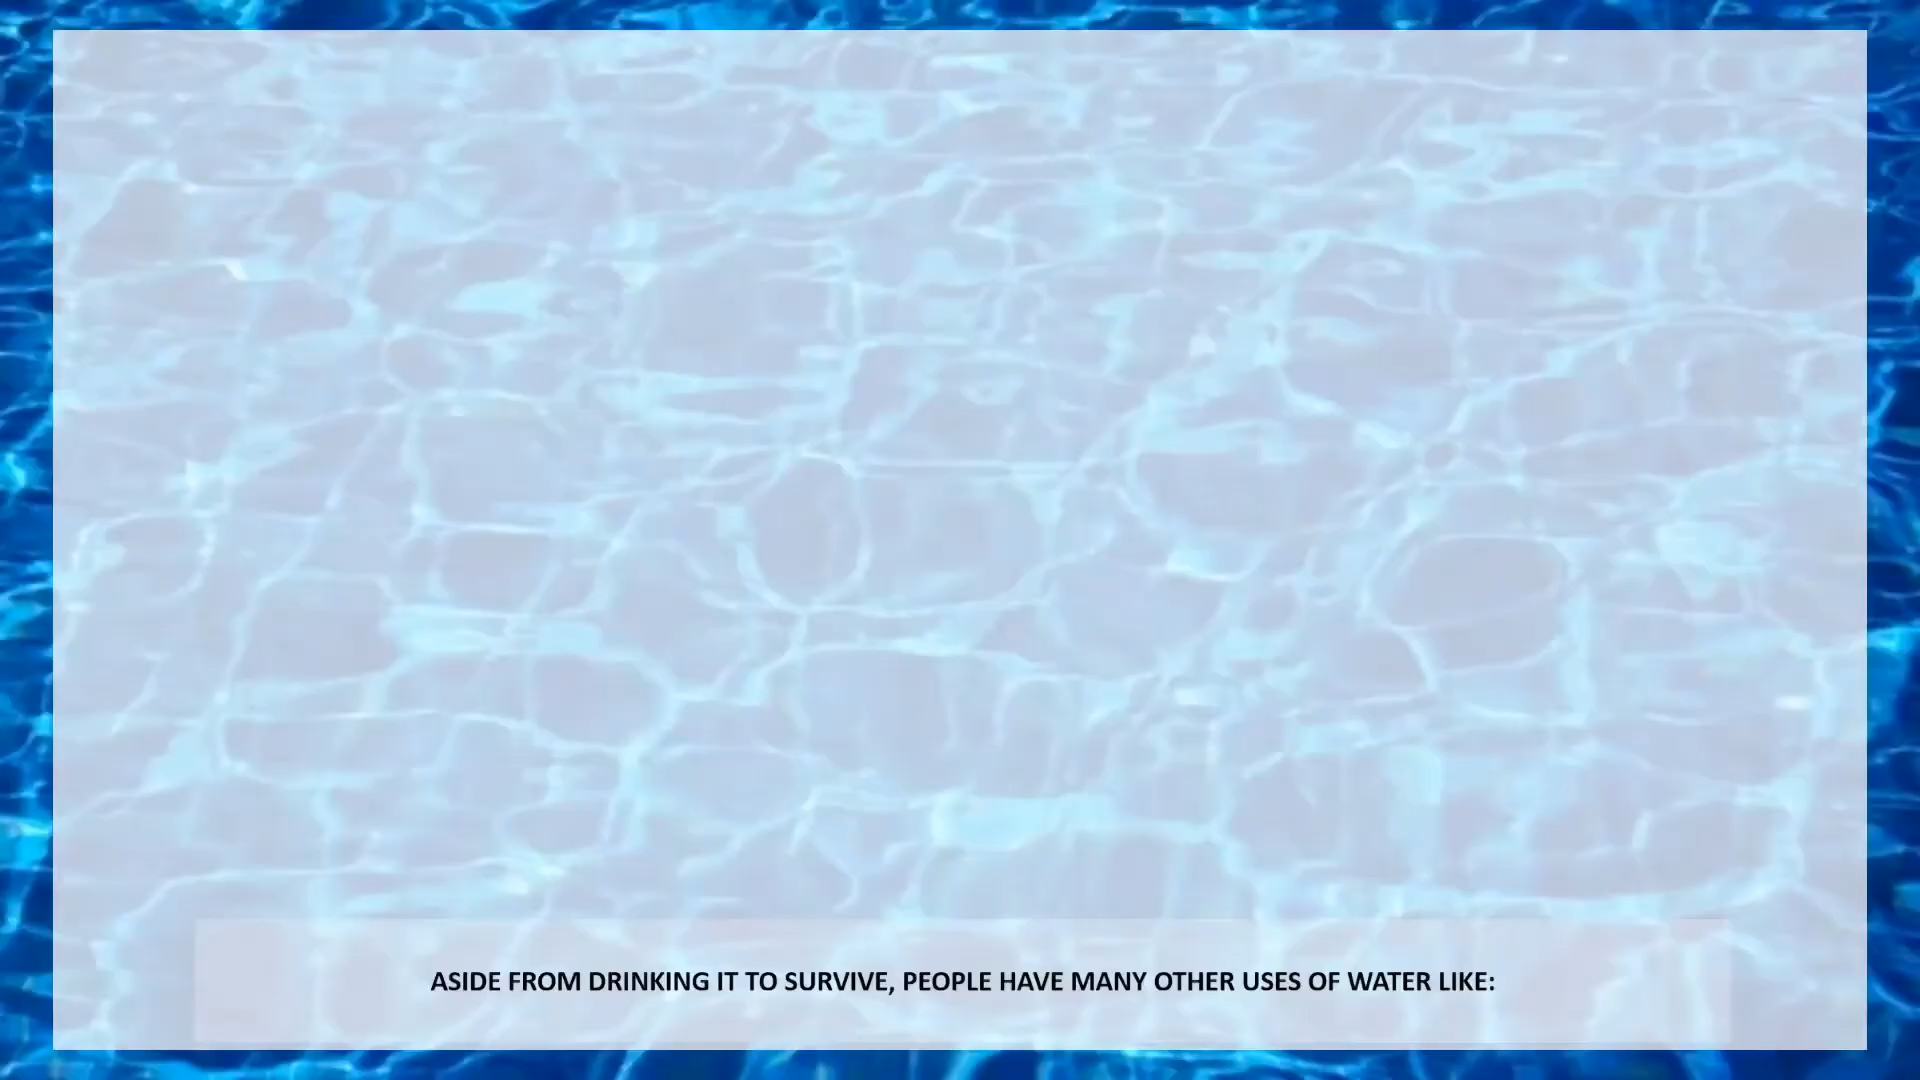 ASIDE FROM DRINKING IT TO SURVIVE, PEOPLE HAVE MANY OTHER USES OF WATER LIKE: